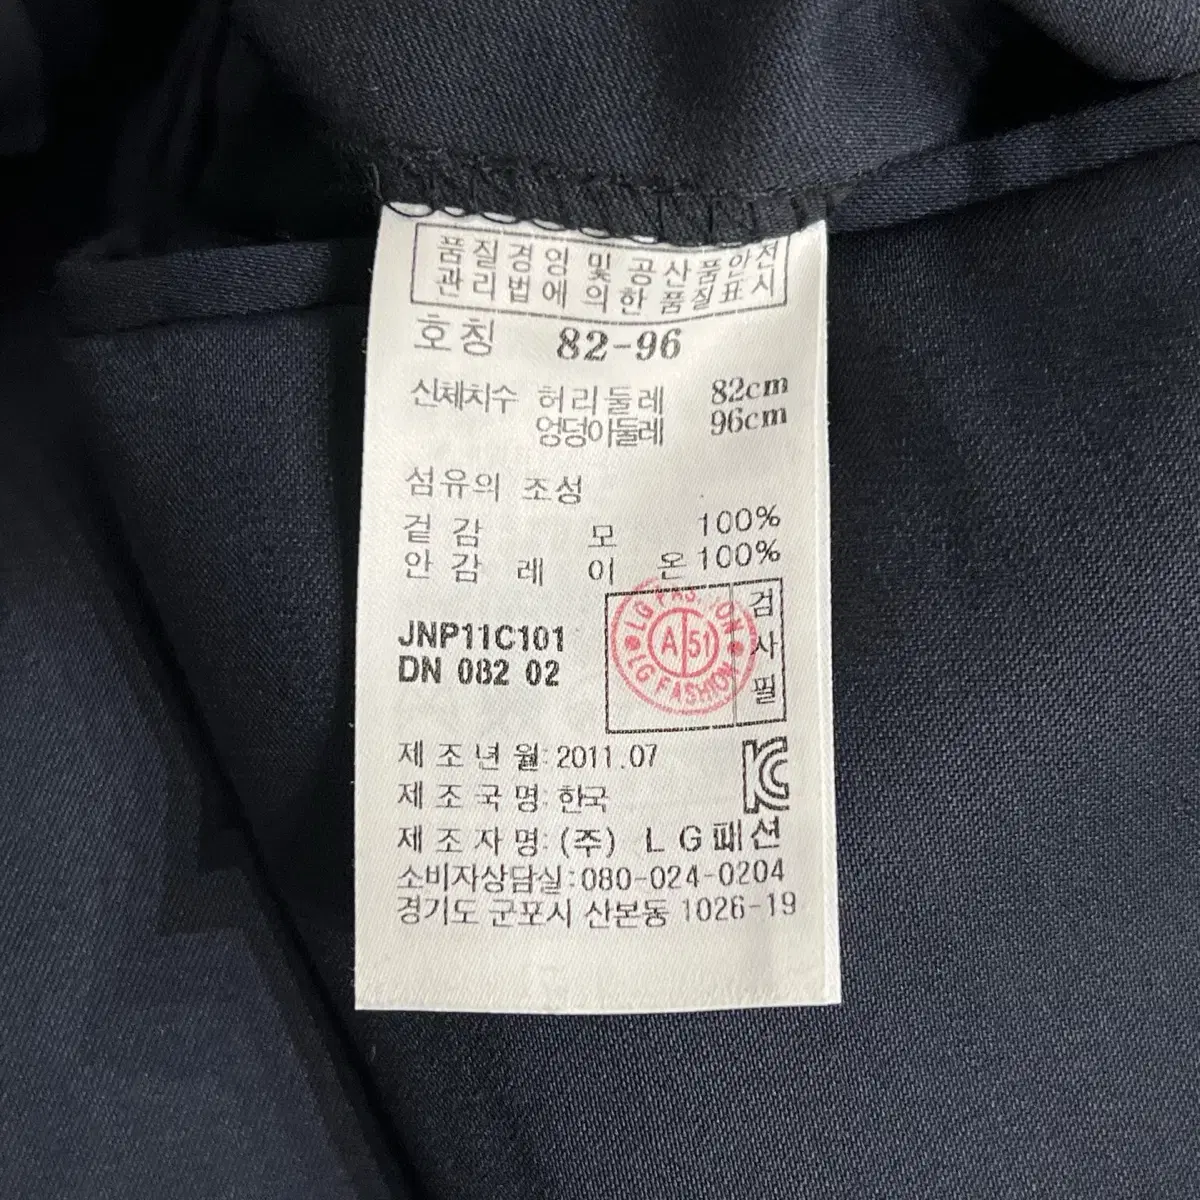 품질경영 및 공산품안전
관리법에 의한 품질표시
호칭 82-96
신체치수 허리둘레 82cm
엉덩이둘레 96cm
섬유의 조성
겉감 모 100%
안감 레이온 100%
LG FASHION
A 51
LG FASHION
검사필
JNP11C101
DN 082 02
제조년월: 2011.07
제조국명: 한국
제조자명: (주) LG패션
소비자상담실: 080-024-0204
경기도 군포시 산본동 1026-19